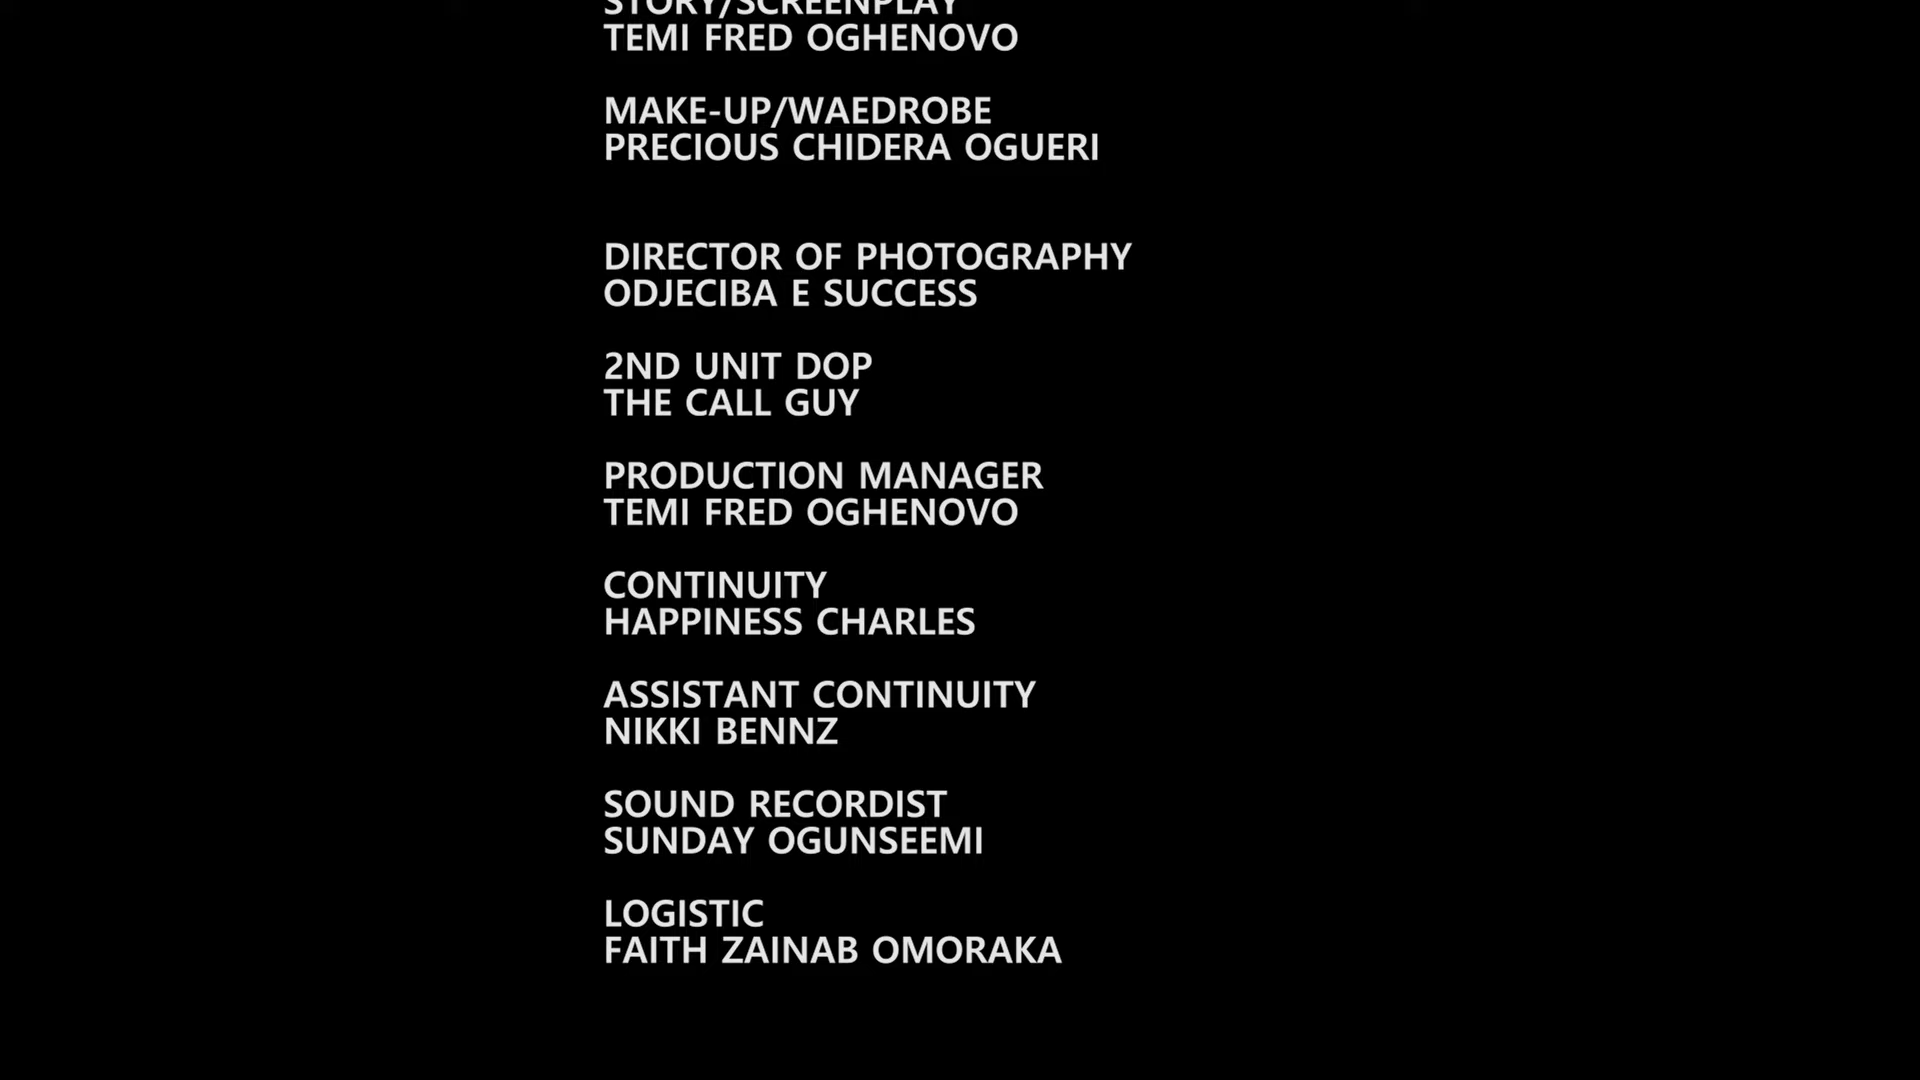 STORY/SCREENPLAY
TEMI FRED OGHENOVO
MAKE-UP/WAEDROBE
PRECIOUS CHIDERA OGUERI
DIRECTOR OF PHOTOGRAPHY
ODJECIBA E SUCCESS
2ND UNIT DOP
THE CALL GUY
PRODUCTION MANAGER
TEMI FRED OGHENOVO
CONTINUITY
HAPPINESS CHARLES
ASSISTANT CONTINUITY
NIKKI BENNZ
SOUND RECORDIST
SUNDAY OGUNSEEMI
LOGISTIC
FAITH ZAINAB OMORAKA